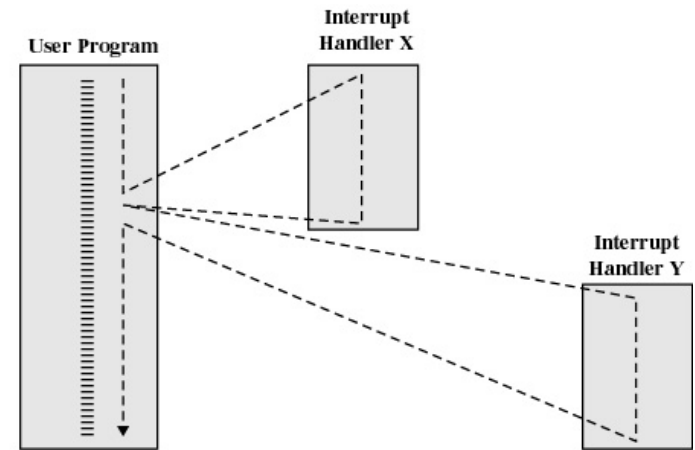 User Program
Interrupt
Handler X
Interrupt
Handler Y